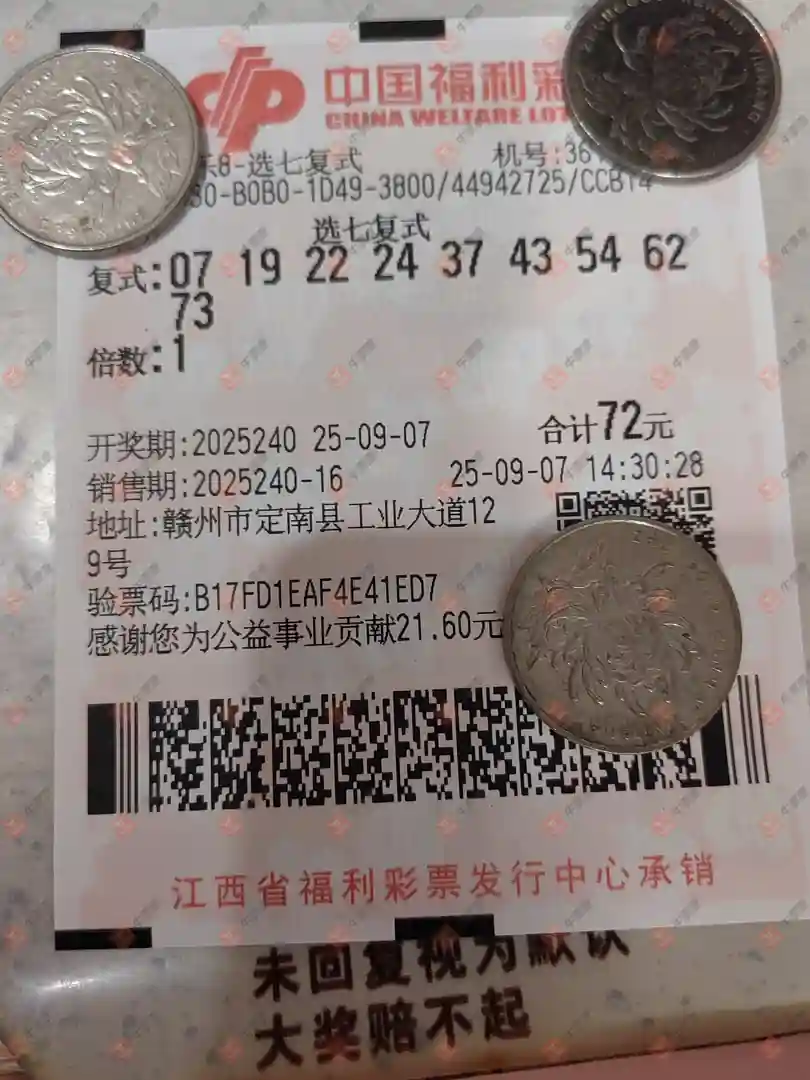 中国福利彩
CHINA WELFARE LOT
乐8-选七复式 机号:36
80-B0B0-1D49-3800/44942725/CCB14
选七复式
复式:07 19 22 24 37 43 54 62
73
倍数:1
开奖期:2025240 25-09-07 合计72元
销售期:2025240-16 25-09-07 14:30:28
地址:赣州市定南县工业大道12
9号
验票码:B17FD1EAF4E41ED7
感谢您为公益事业贡献21.60元
江西省福利彩票发行中心承销
未回复视为默认
大奖赔不起